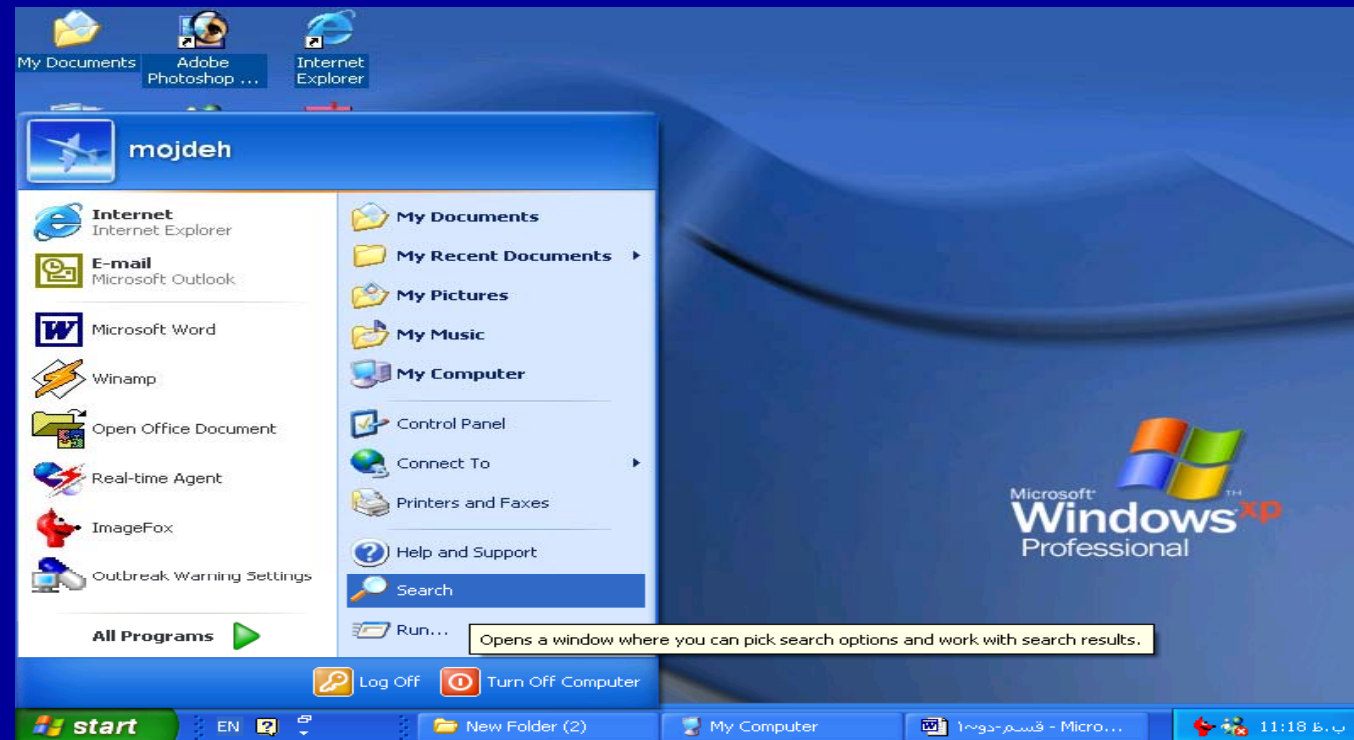 My Documents
Adobe
Photoshop ...
Internet
Explorer
mojdeh
Internet
Internet Explorer
E-mail
Microsoft Outlook
Microsoft Word
Winamp
Open Office Document
Real-time Agent
ImageFox
Outbreak Warning Settings
All Programs
My Documents
My Recent Documents
My Pictures
My Music
My Computer
Control Panel
Connect To
Printers and Faxes
Help and Support
Search
Run...
Opens a window where you can pick search options and work with search results.
Log Off
Turn Off Computer
Microsoft
Windows xp
TM
Professional
start
EN
New Folder (2)
My Computer
قسم-دو~۱ - Micro...
11:18 ب.ظ